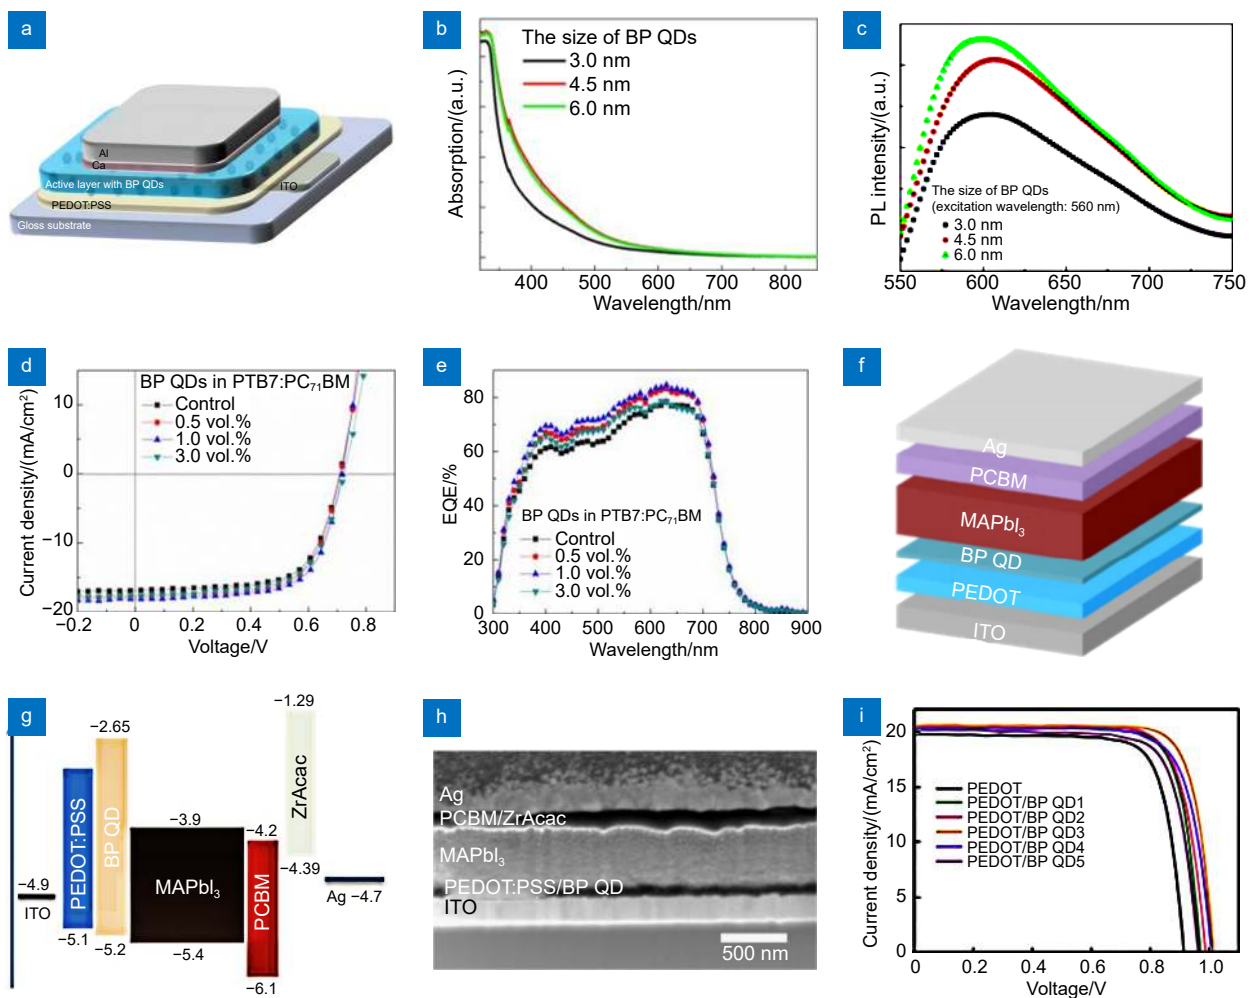 a
Al
Ca
Active layer with BP QDs
ITO
PEDOT:PSS
Gloss substrate
b
The size of BP QDs
3.0 nm
4.5 nm
6.0 nm
Absorption/(a.u.)
400 500 600 700 800
Wavelength/nm
c
PL intensity/(a.u.)
The size of BP QDs
(excitation wavelength: 560 nm)
3.0 nm
4.5 nm
6.0 nm
550 600 650 700 750
Wavelength/nm
d
Current density/(mA/cm²)
BP QDs in PTB7:PC₇₁BM
Control
0.5 vol.%
1.0 vol.%
3.0 vol.%
10
0
−10
−20
−0.2 0 0.2 0.4 0.6 0.8
Voltage/V
e
EQE/%
80
60
40
20
0
BP QDs in PTB7:PC₇₁BM
Control
0.5 vol.%
1.0 vol.%
3.0 vol.%
300 400 500 600 700 800 900
Wavelength/nm
f
Ag
PCBM
MAPbI₃
BP QD
PEDOT
ITO
g
−1.29
−2.65
ZrAcac
PEDOT:PSS
BP QD
−3.9
−4.2
−4.39
MAPbI₃
PCBM
−4.9
ITO
Ag −4.7
−5.1
−5.2
−5.4
−6.1
h
Ag
PCBM/ZrAcac
MAPbI₃
PEDOT:PSS/BP QD
ITO
500 nm
i
Current density/(mA/cm²)
20
15
10
5
0
PEDOT
PEDOT/BP QD1
PEDOT/BP QD2
PEDOT/BP QD3
PEDOT/BP QD4
PEDOT/BP QD5
0 0.2 0.4 0.6 0.8 1.0
Voltage/V